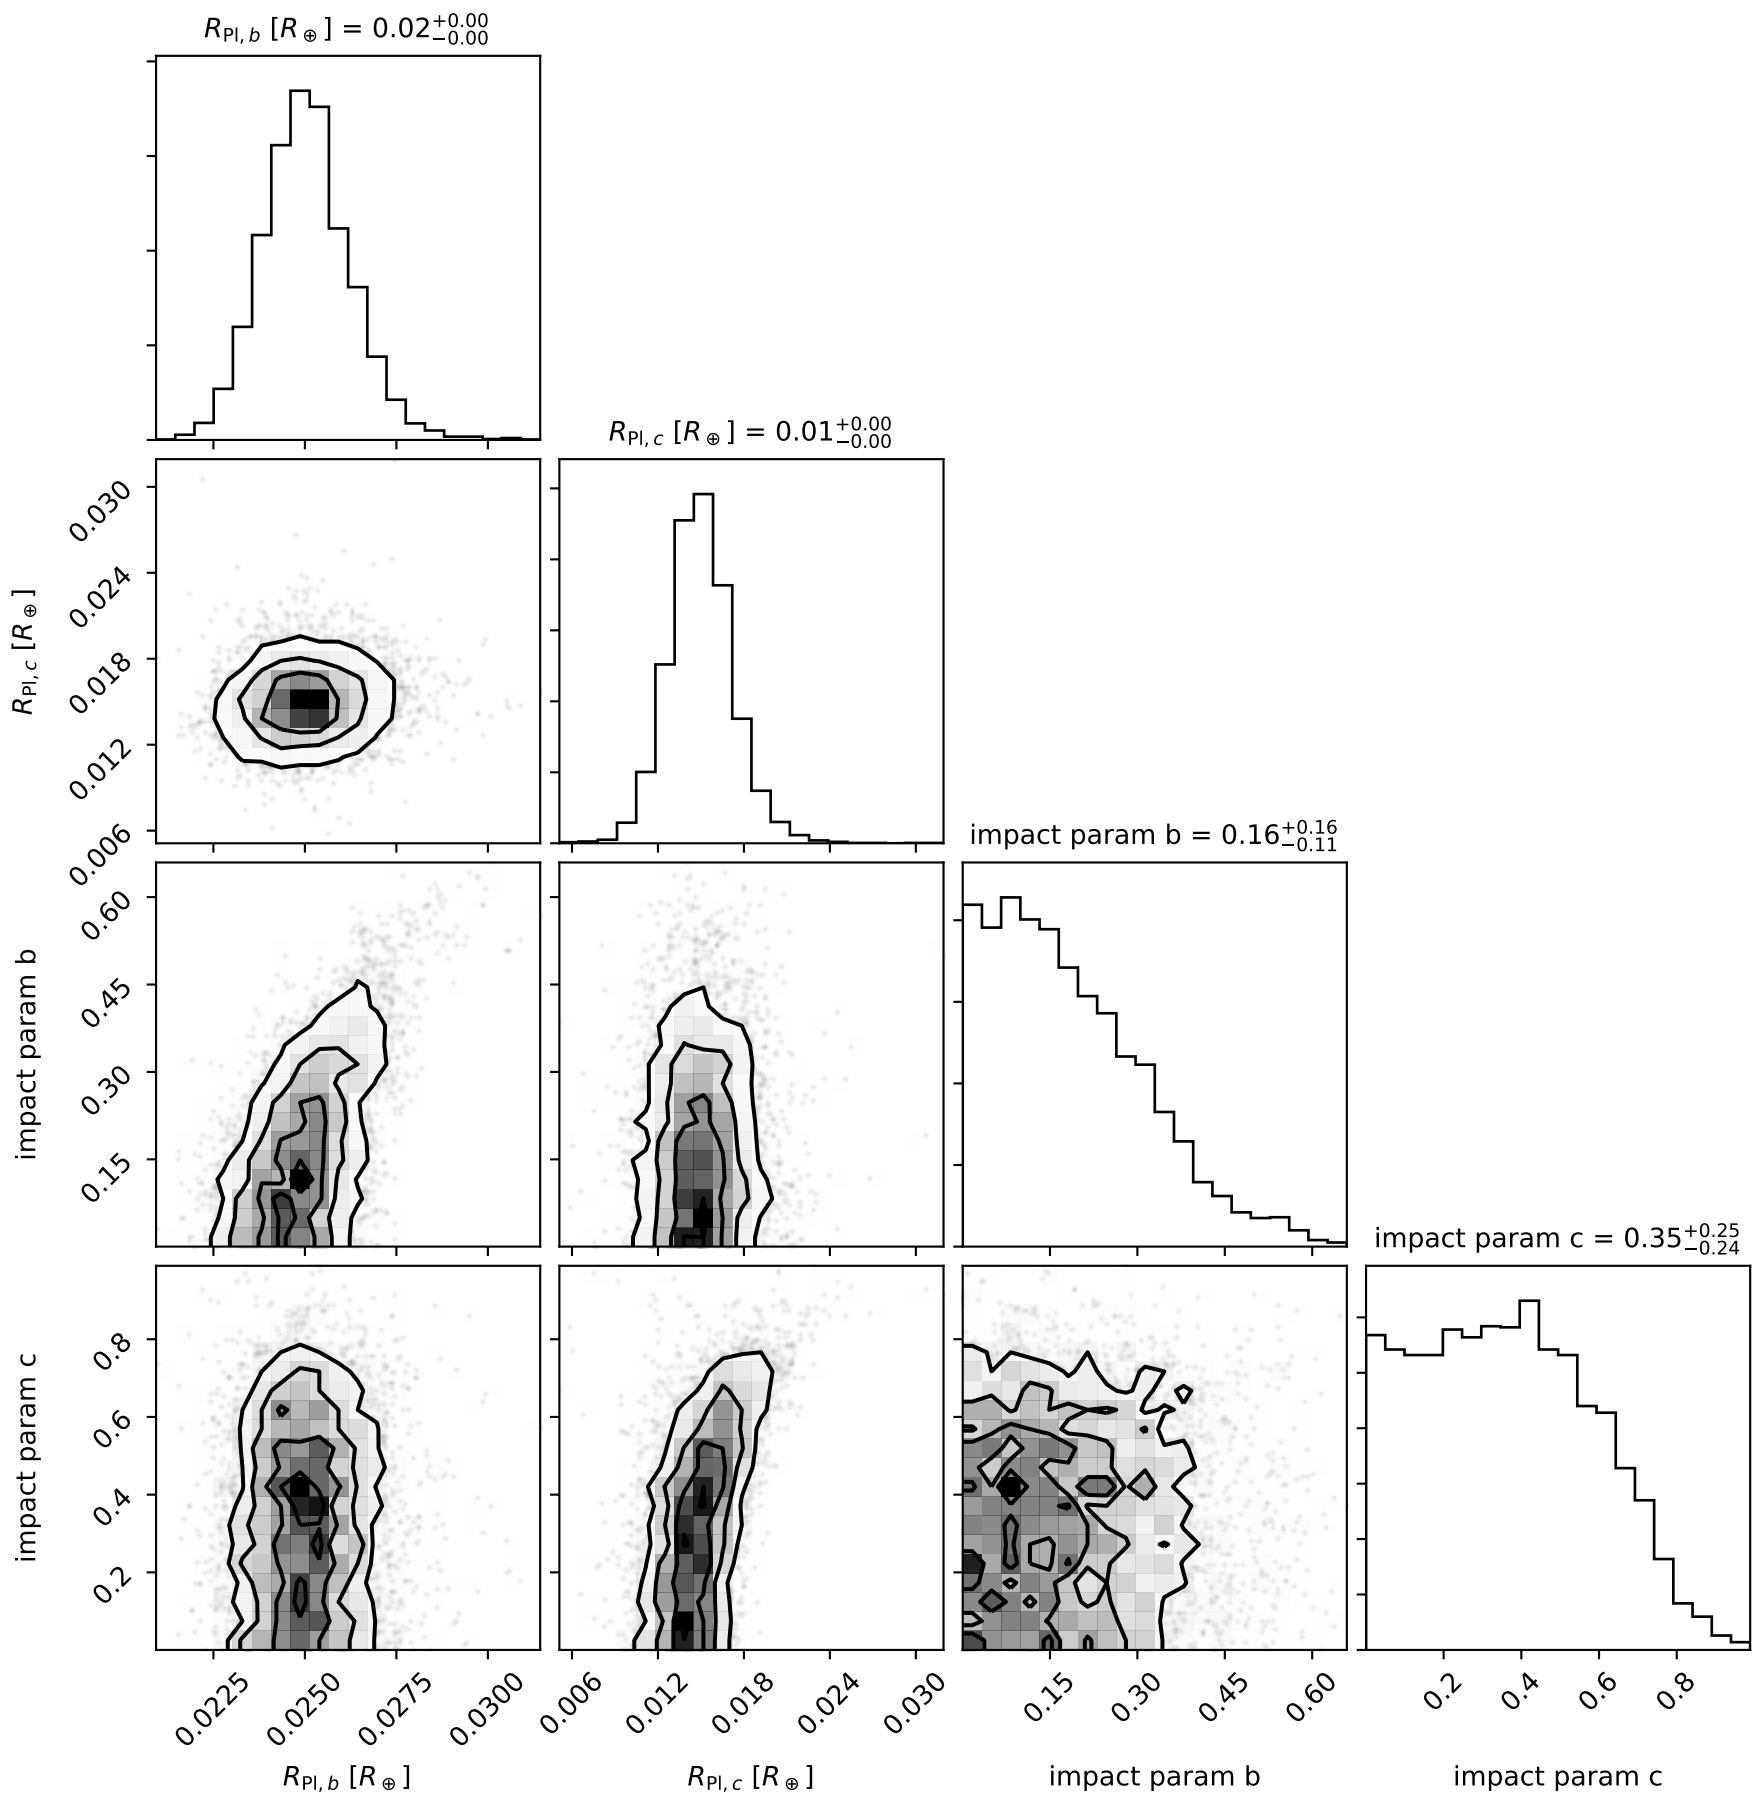 R_Pl, b [R_⊕] = 0.02 +0.00 −0.00
R_Pl, c [R_⊕] = 0.01 +0.00 −0.00
0.030
0.024
0.018
0.012
0.006
R_Pl, c [R_⊕]
impact param b = 0.16 +0.16 −0.11
0.60
0.45
0.30
0.15
impact param b
impact param c = 0.35 +0.25 −0.24
0.8
0.6
0.4
0.2
impact param c
0.0225 0.0250 0.0275 0.0300
R_Pl, b [R_⊕]
0.006 0.012 0.018 0.024 0.030
R_Pl, c [R_⊕]
0.15 0.30 0.45 0.60
impact param b
0.2 0.4 0.6 0.8
impact param c